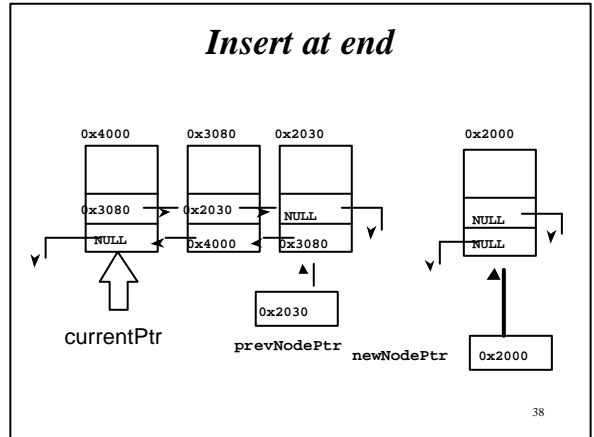 Insert at end
0x4000 0x3080 0x2030 0x2000
0x3080 0x2030 NULL NULL
NULL 0x4000 0x3080 NULL
0x2030
currentPtr prevNodePtr newNodePtr 0x2000
38